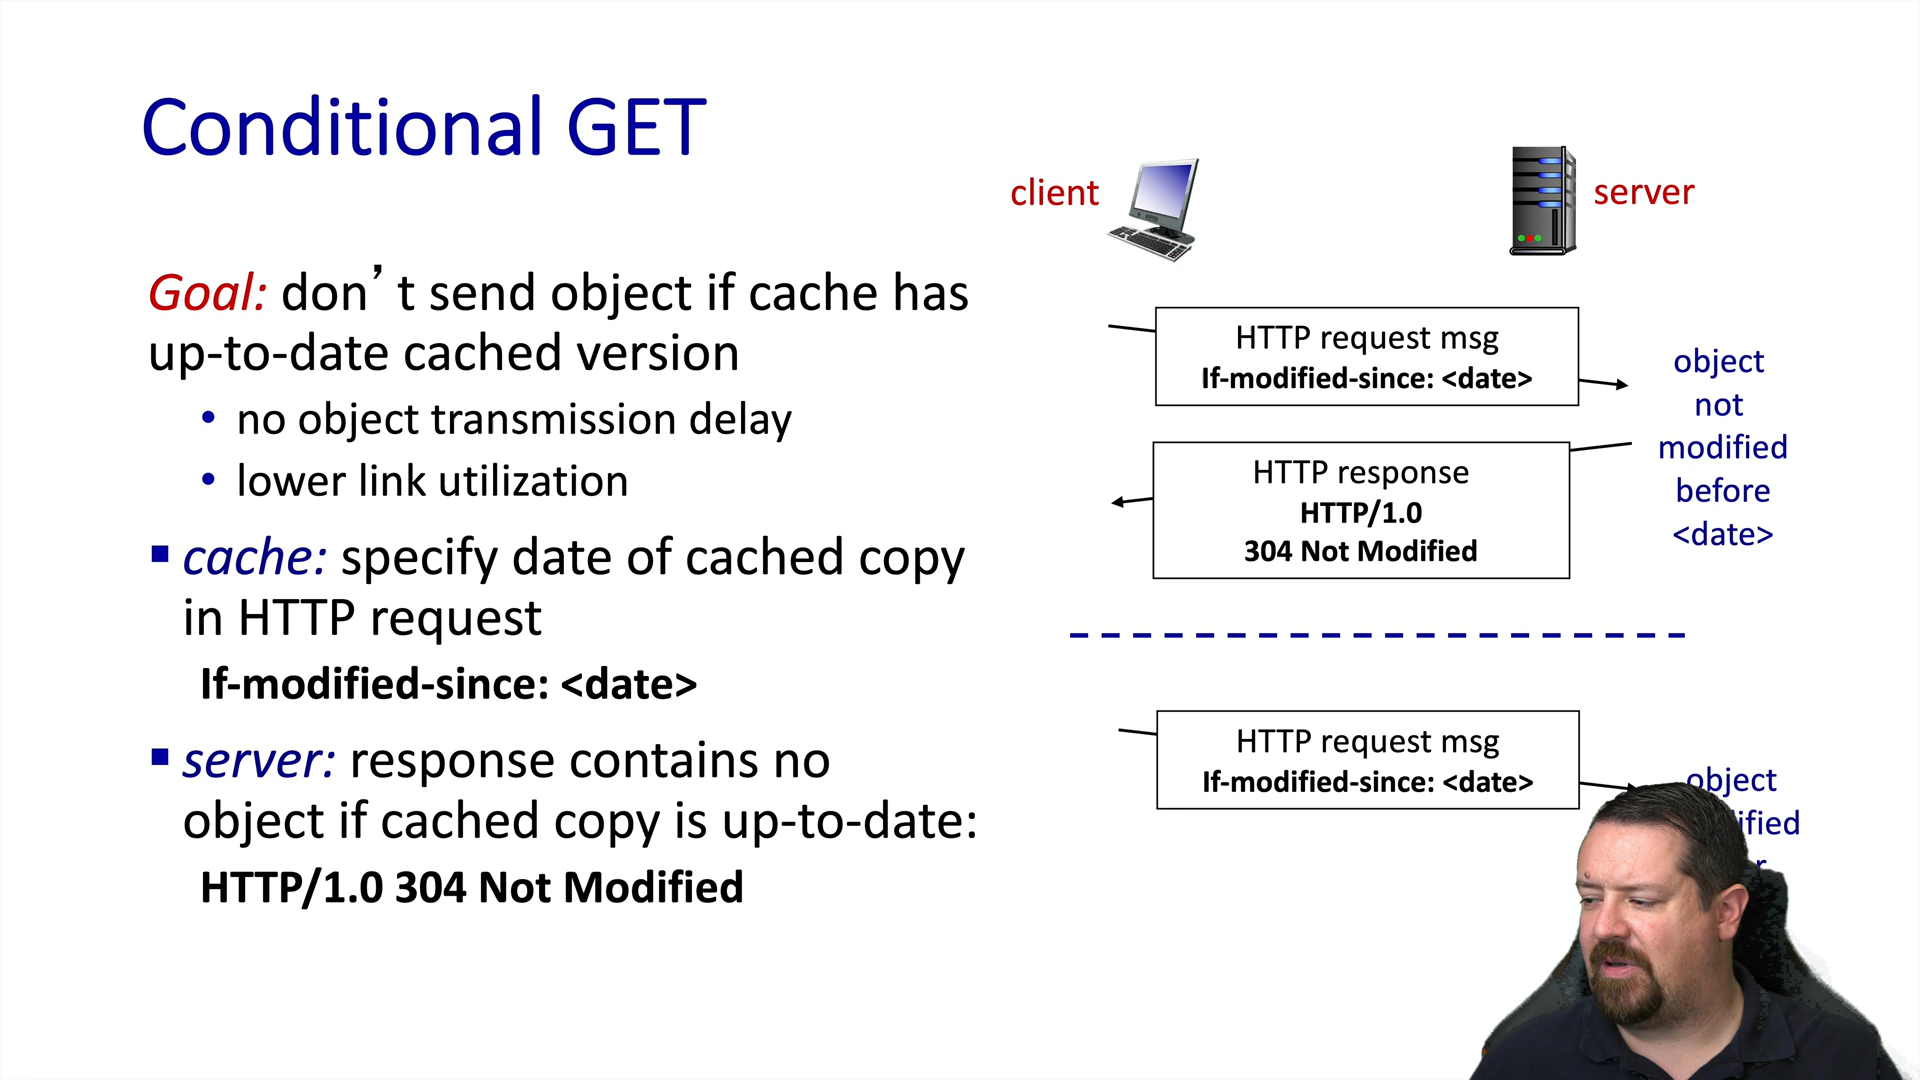 Conditional GET
client
server
Goal: don’t send object if cache has
up-to-date cached version
• no object transmission delay
• lower link utilization
▪ cache: specify date of cached copy
in HTTP request
If-modified-since: <date>
▪ server: response contains no
object if cached copy is up-to-date:
HTTP/1.0 304 Not Modified
HTTP request msg
If-modified-since: <date>
object
not
modified
before
<date>
HTTP response
HTTP/1.0
304 Not Modified
HTTP request msg
If-modified-since: <date>
object